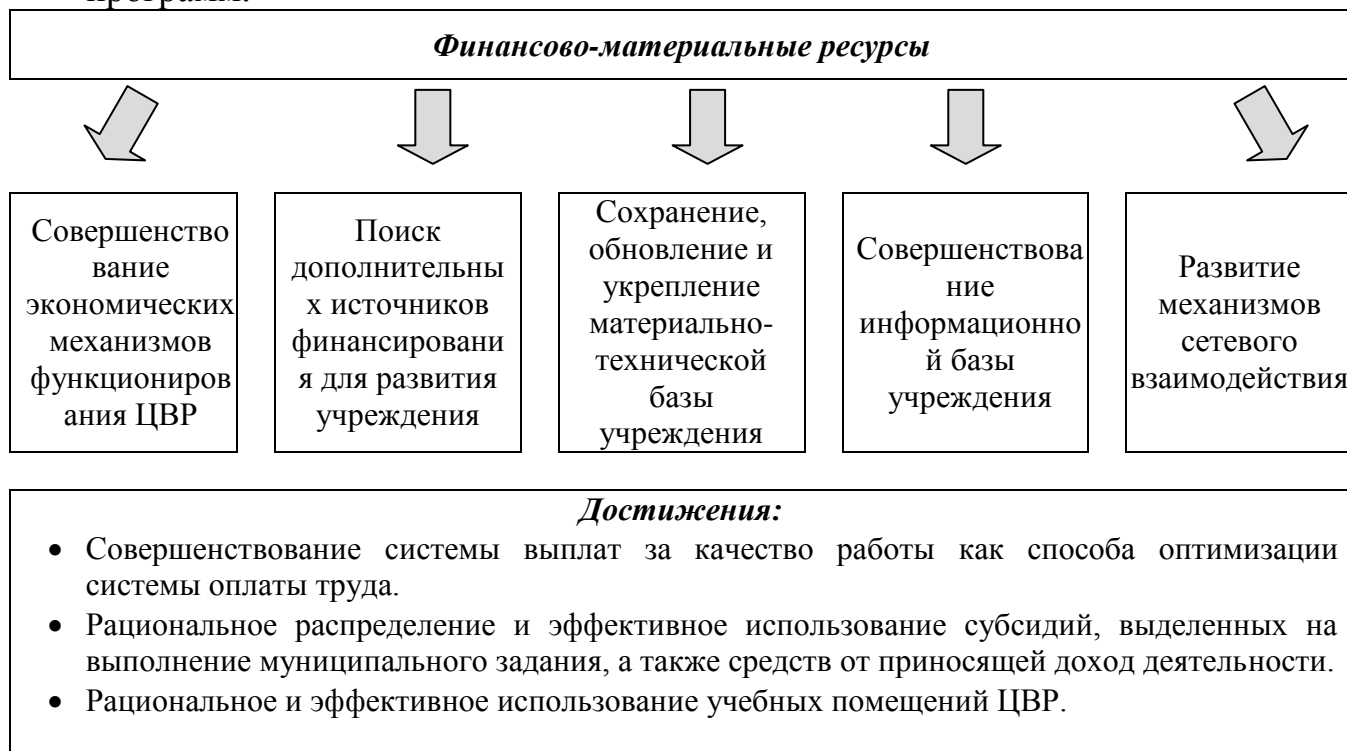 программ.
Финансово-материальные ресурсы
Совершенство
вание
экономических
механизмов
функциониров
ания ЦВР
Поиск
дополнительны
х источников
финансировани
я для развития
учреждения
Сохранение,
обновление и
укрепление
материально-
технической
базы
учреждения
Совершенствова
ние
информационно
й базы
учреждения
Развитие
механизмов
сетевого
взаимодействия
Достижения:
• Совершенствование системы выплат за качество работы как способа оптимизации
системы оплаты труда.
• Рациональное распределение и эффективное использование субсидий, выделенных на
выполнение муниципального задания, а также средств от приносящей доход деятельности.
• Рациональное и эффективное использование учебных помещений ЦВР.